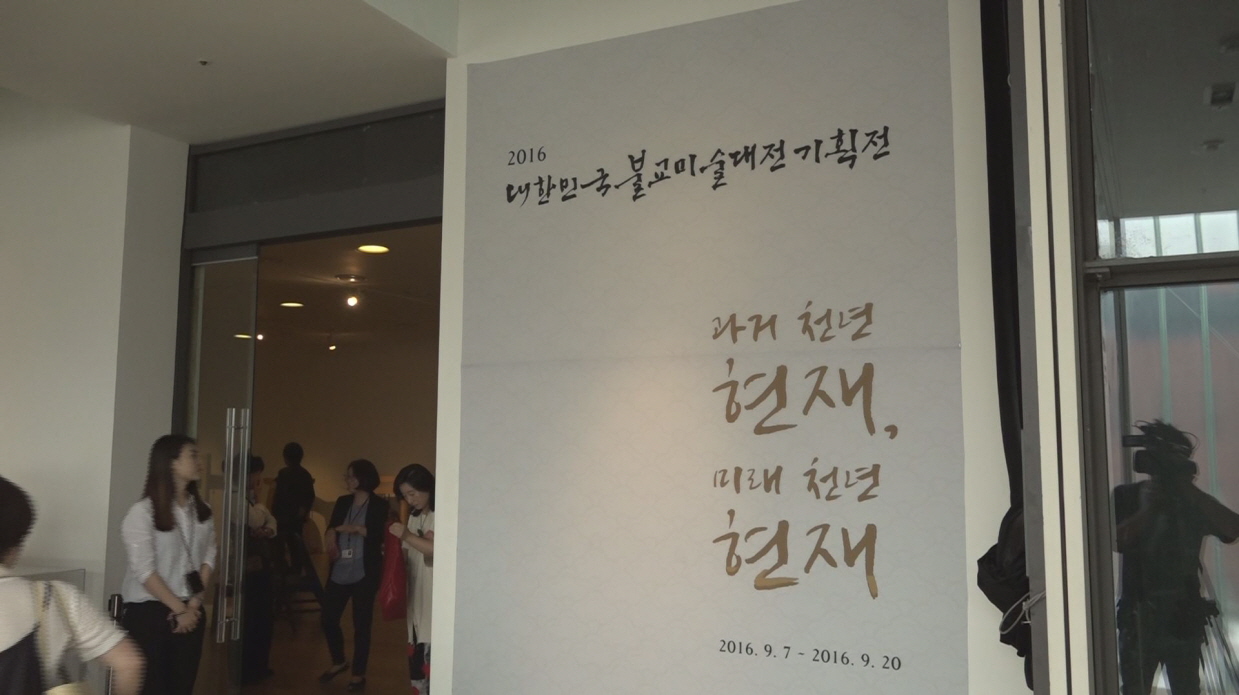 2016
대한민국 불교미술대전 기획전
과거 천년
현재,
미래 천년
현재
2016. 9. 7 - 2016. 9. 20